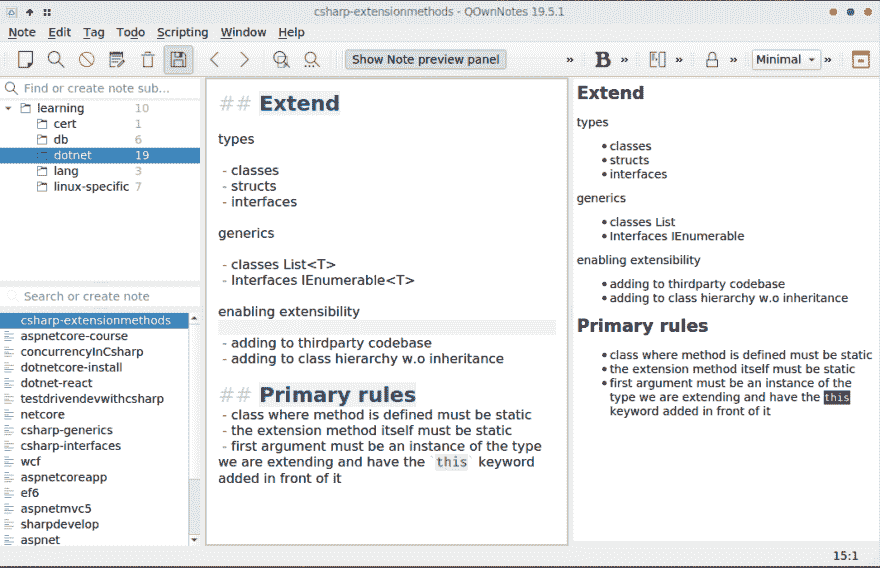 csharp-extensionmethods - QOwnNotes 19.5.1
Note Edit Tag Todo Scripting Window Help
Show Note preview panel » B » » » Minimal »
Find or create note sub...
learning 10
cert 1
db 6
dotnet 19
lang 3
linux-specific 7
Search or create note
csharp-extensionmethods
aspnetcore-course
concurrencyInCsharp
dotnetcore-install
dotnet-react
testdrivendevwithcsharp
netcore
csharp-generics
csharp-interfaces
wcf
aspnetcoreapp
ef6
aspnetmvc5
sharpdevelop
aspnet
## Extend
types
- classes
- structs
- interfaces
generics
- classes List<T>
- Interfaces IEnumerable<T>
enabling extensibility
- adding to thirdparty codebase
- adding to class hierarchy w.o inheritance
## Primary rules
- class where method is defined must be static
- the extension method itself must be static
- first argument must be an instance of the type
we are extending and have the `this` keyword
added in front of it
Extend
types
• classes
• structs
• interfaces
generics
• classes List
• Interfaces IEnumerable
enabling extensibility
• adding to thirdparty codebase
• adding to class hierarchy w.o inheritance
Primary rules
• class where method is defined must be static
• the extension method itself must be static
• first argument must be an instance of the
type we are extending and have the this
keyword added in front of it
15:1